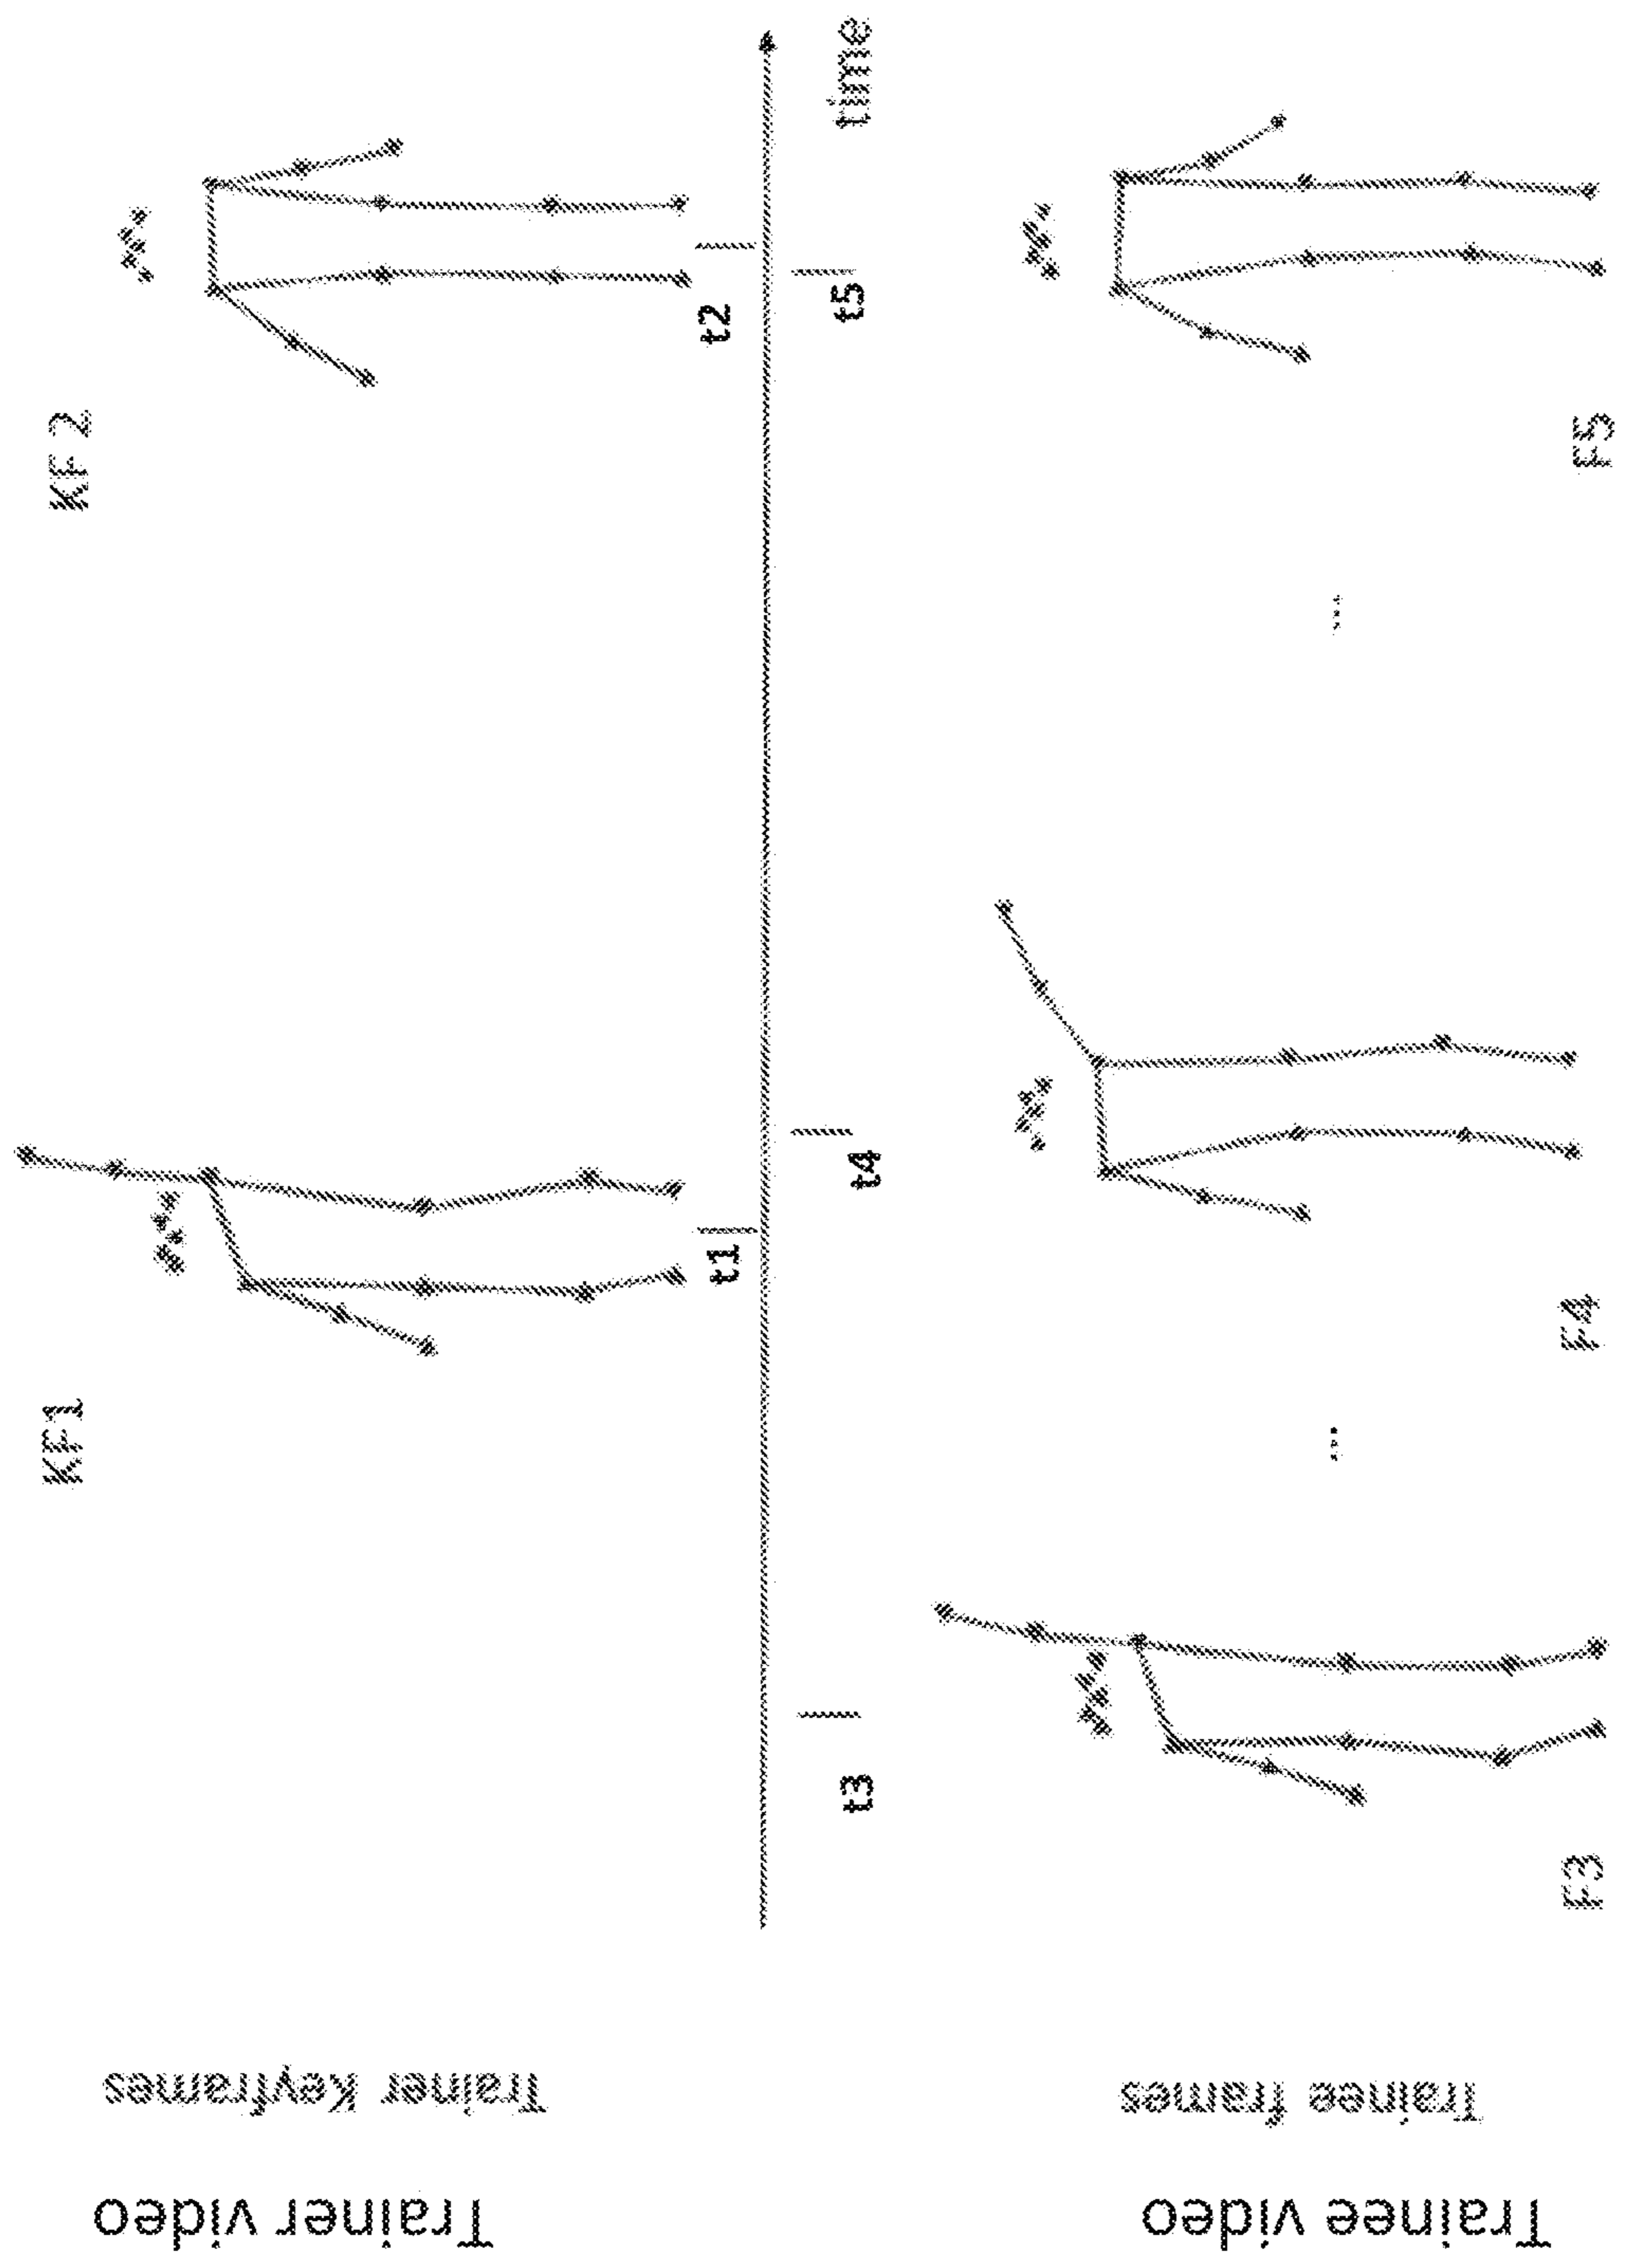 Trainer video
Trainer Keyframes
KF1
KF 2
t1
t2
time
t3
t4
t5
Trainee video
Trainee frames
F3
...
F4
...
F5